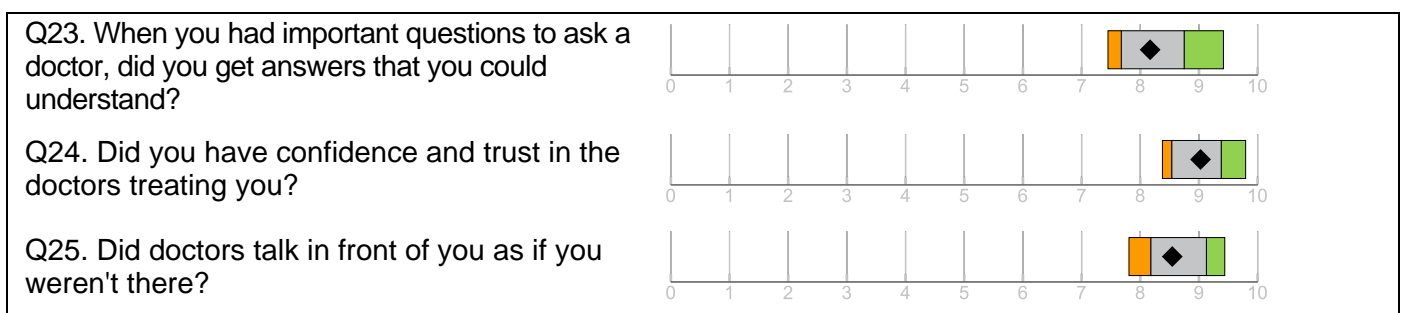 Q23. When you had important questions to ask a
doctor, did you get answers that you could
understand?
0 1 2 3 4 5 6 7 8 9 10
Q24. Did you have confidence and trust in the
doctors treating you?
0 1 2 3 4 5 6 7 8 9 10
Q25. Did doctors talk in front of you as if you
weren't there?
0 1 2 3 4 5 6 7 8 9 10